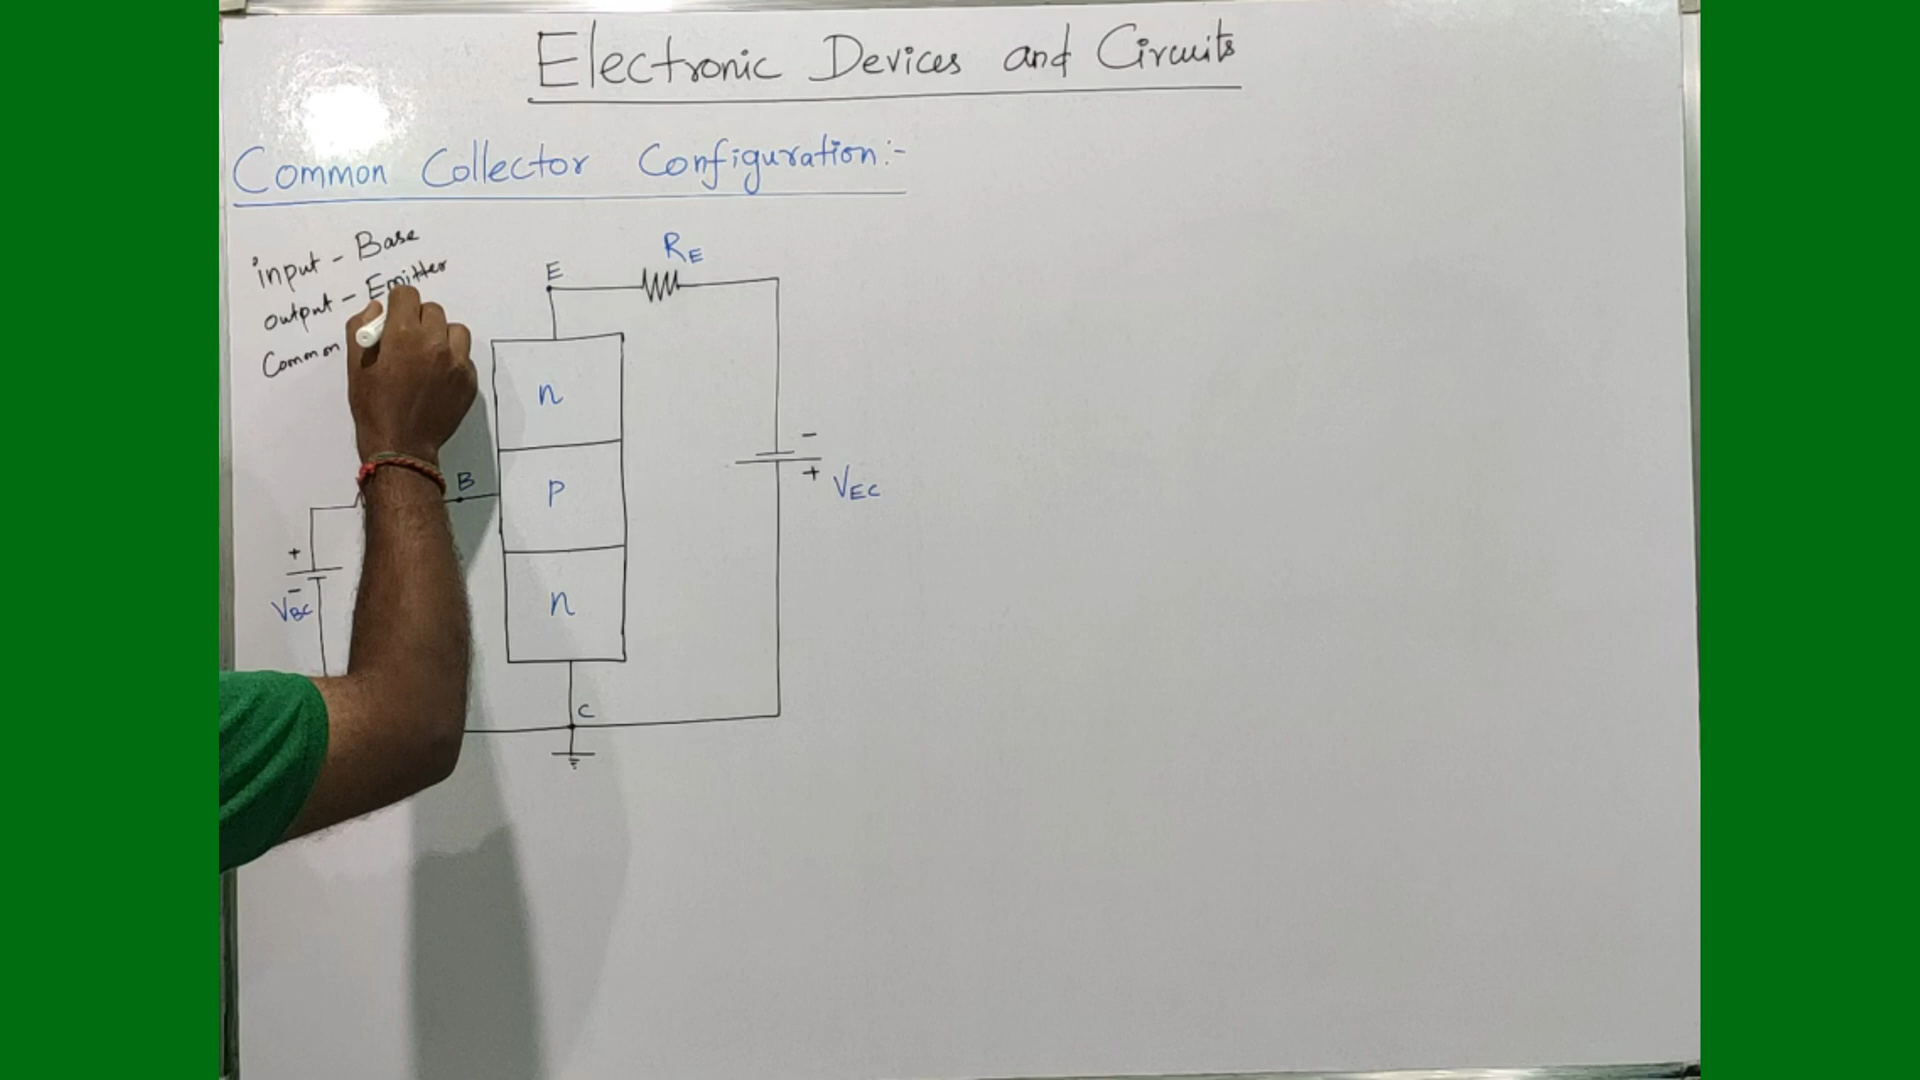 Electronic Devices and Circuits
Common Collector Configuration:-
input - Base
output - Emitter
Common
E
RE
n
B
P
n
+
-
VBC
-
+
VEC
C